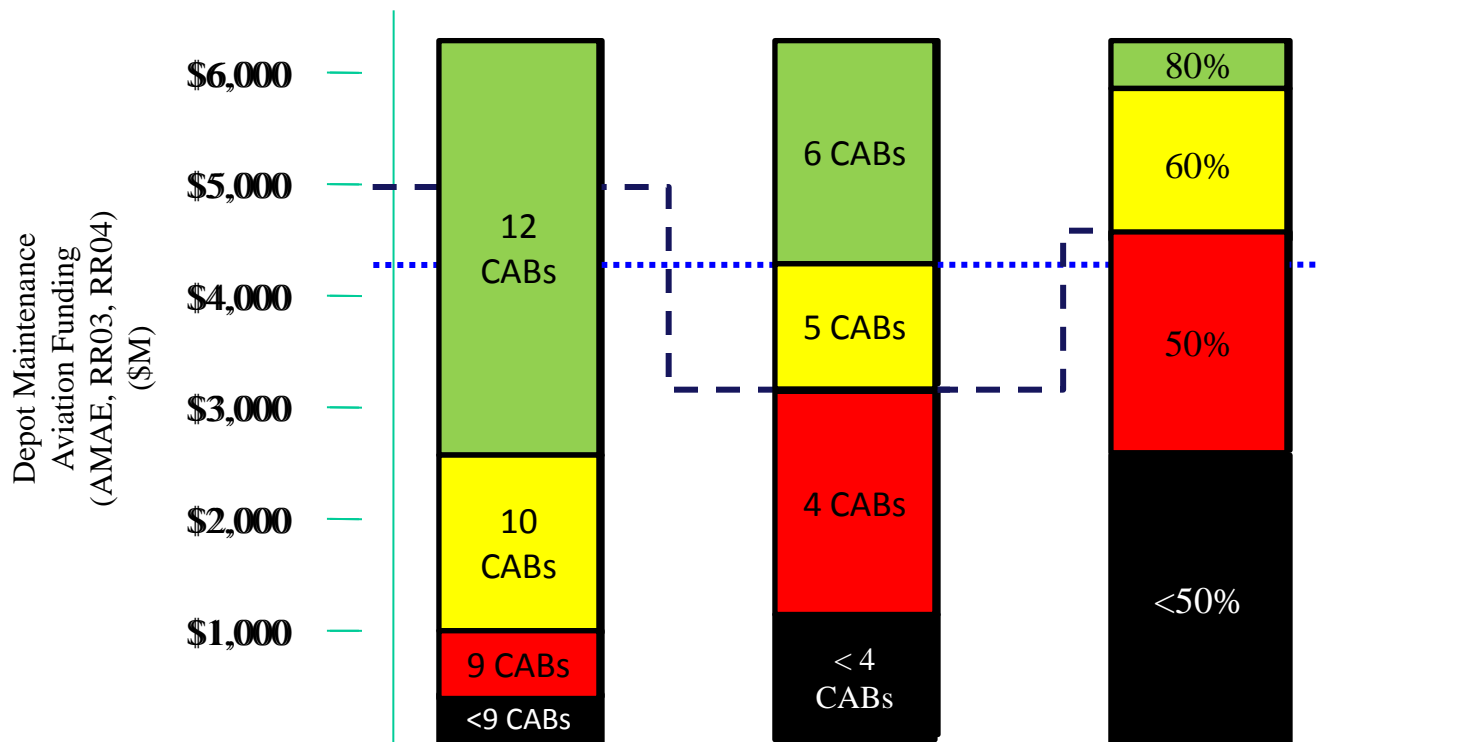 Depot Maintenance
Aviation Funding
(AMAE, RR03, RR04)
($M)
$6,000
$5,000
$4,000
$3,000
$2,000
$1,000
12
CABs
10
CABs
9 CABs
<9 CABs
6 CABs
5 CABs
4 CABs
< 4
CABs
80%
60%
50%
<50%